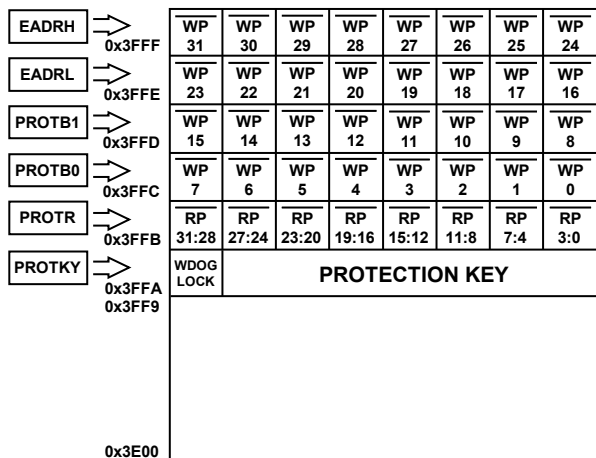 EADRH
0x3FFF
WP 31 WP 30 WP 29 WP 28 WP 27 WP 26 WP 25 WP 24
EADRL
0x3FFE
WP 23 WP 22 WP 21 WP 20 WP 19 WP 18 WP 17 WP 16
PROTB1
0x3FFD
WP 15 WP 14 WP 13 WP 12 WP 11 WP 10 WP 9 WP 8
PROTB0
0x3FFC
WP 7 WP 6 WP 5 WP 4 WP 3 WP 2 WP 1 WP 0
PROTR
0x3FFB
RP 31:28 RP 27:24 RP 23:20 RP 19:16 RP 15:12 RP 11:8 RP 7:4 RP 3:0
PROTKY
0x3FFA
WDOG LOCK PROTECTION KEY
0x3FF9
0x3E00